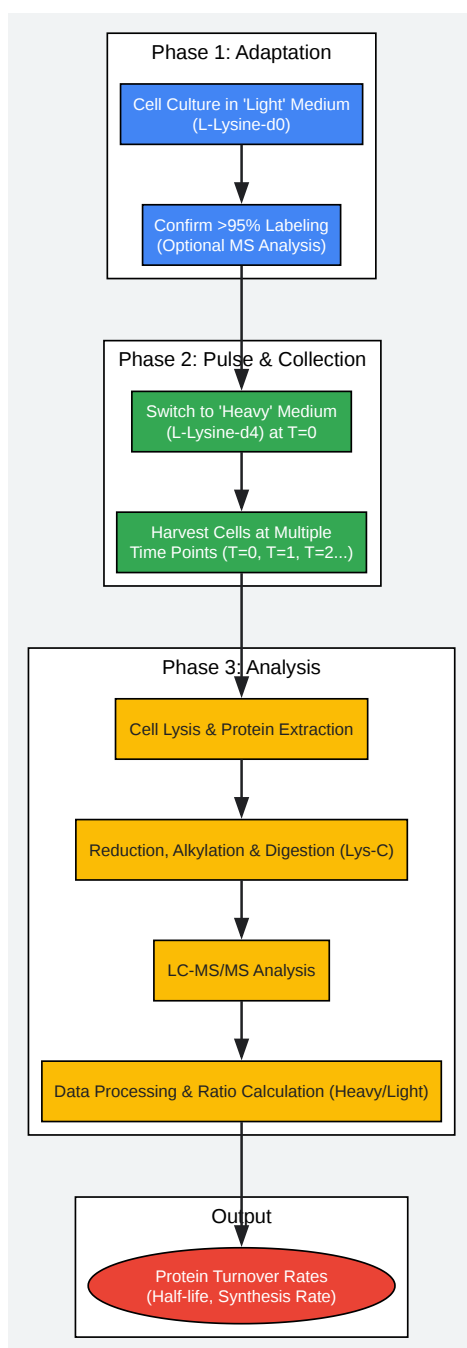 Phase 1: Adaptation
Cell Culture in 'Light' Medium
(L-Lysine-d0)
Confirm >95% Labeling
(Optional MS Analysis)
Phase 2: Pulse & Collection
Switch to 'Heavy' Medium
(L-Lysine-d4) at T=0
Harvest Cells at Multiple
Time Points (T=0, T=1, T=2...)
Phase 3: Analysis
Cell Lysis & Protein Extraction
Reduction, Alkylation & Digestion (Lys-C)
LC-MS/MS Analysis
Data Processing & Ratio Calculation (Heavy/Light)
Output
Protein Turnover Rates
(Half-life, Synthesis Rate)